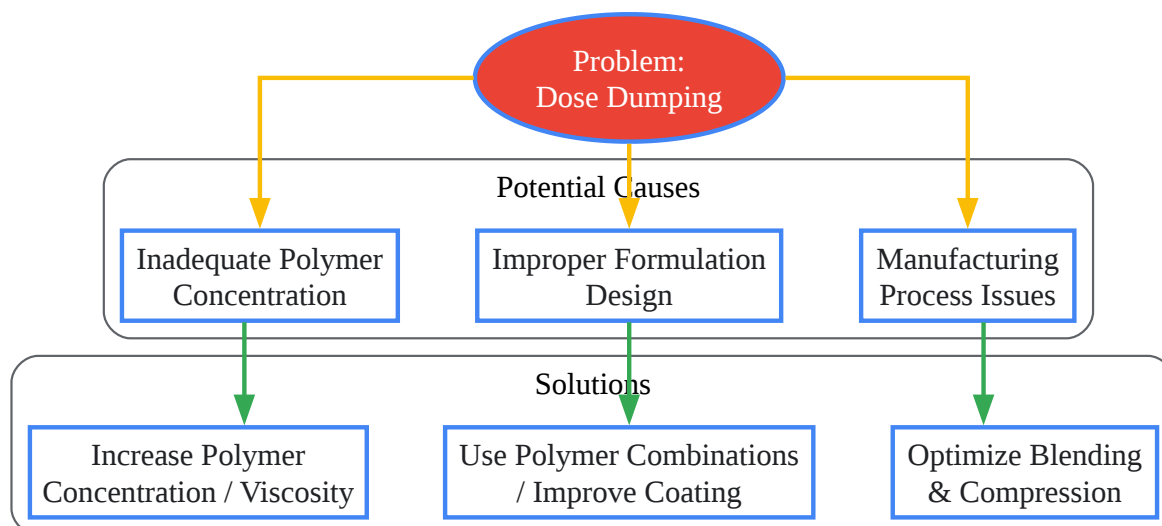 Problem:
Dose Dumping
Potential Causes
Inadequate Polymer
Concentration
Improper Formulation
Design
Manufacturing
Process Issues
Solutions
Increase Polymer
Concentration / Viscosity
Use Polymer Combinations
/ Improve Coating
Optimize Blending
& Compression